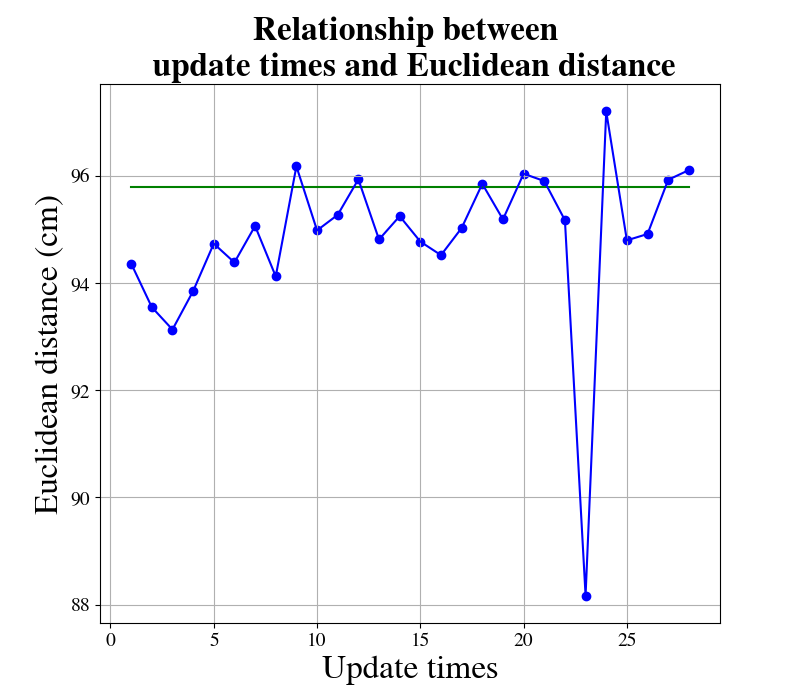 Relationship between
update times and Euclidean distance
Euclidean distance (cm)
96
94
92
90
88
0 5 10 15 20 25
Update times